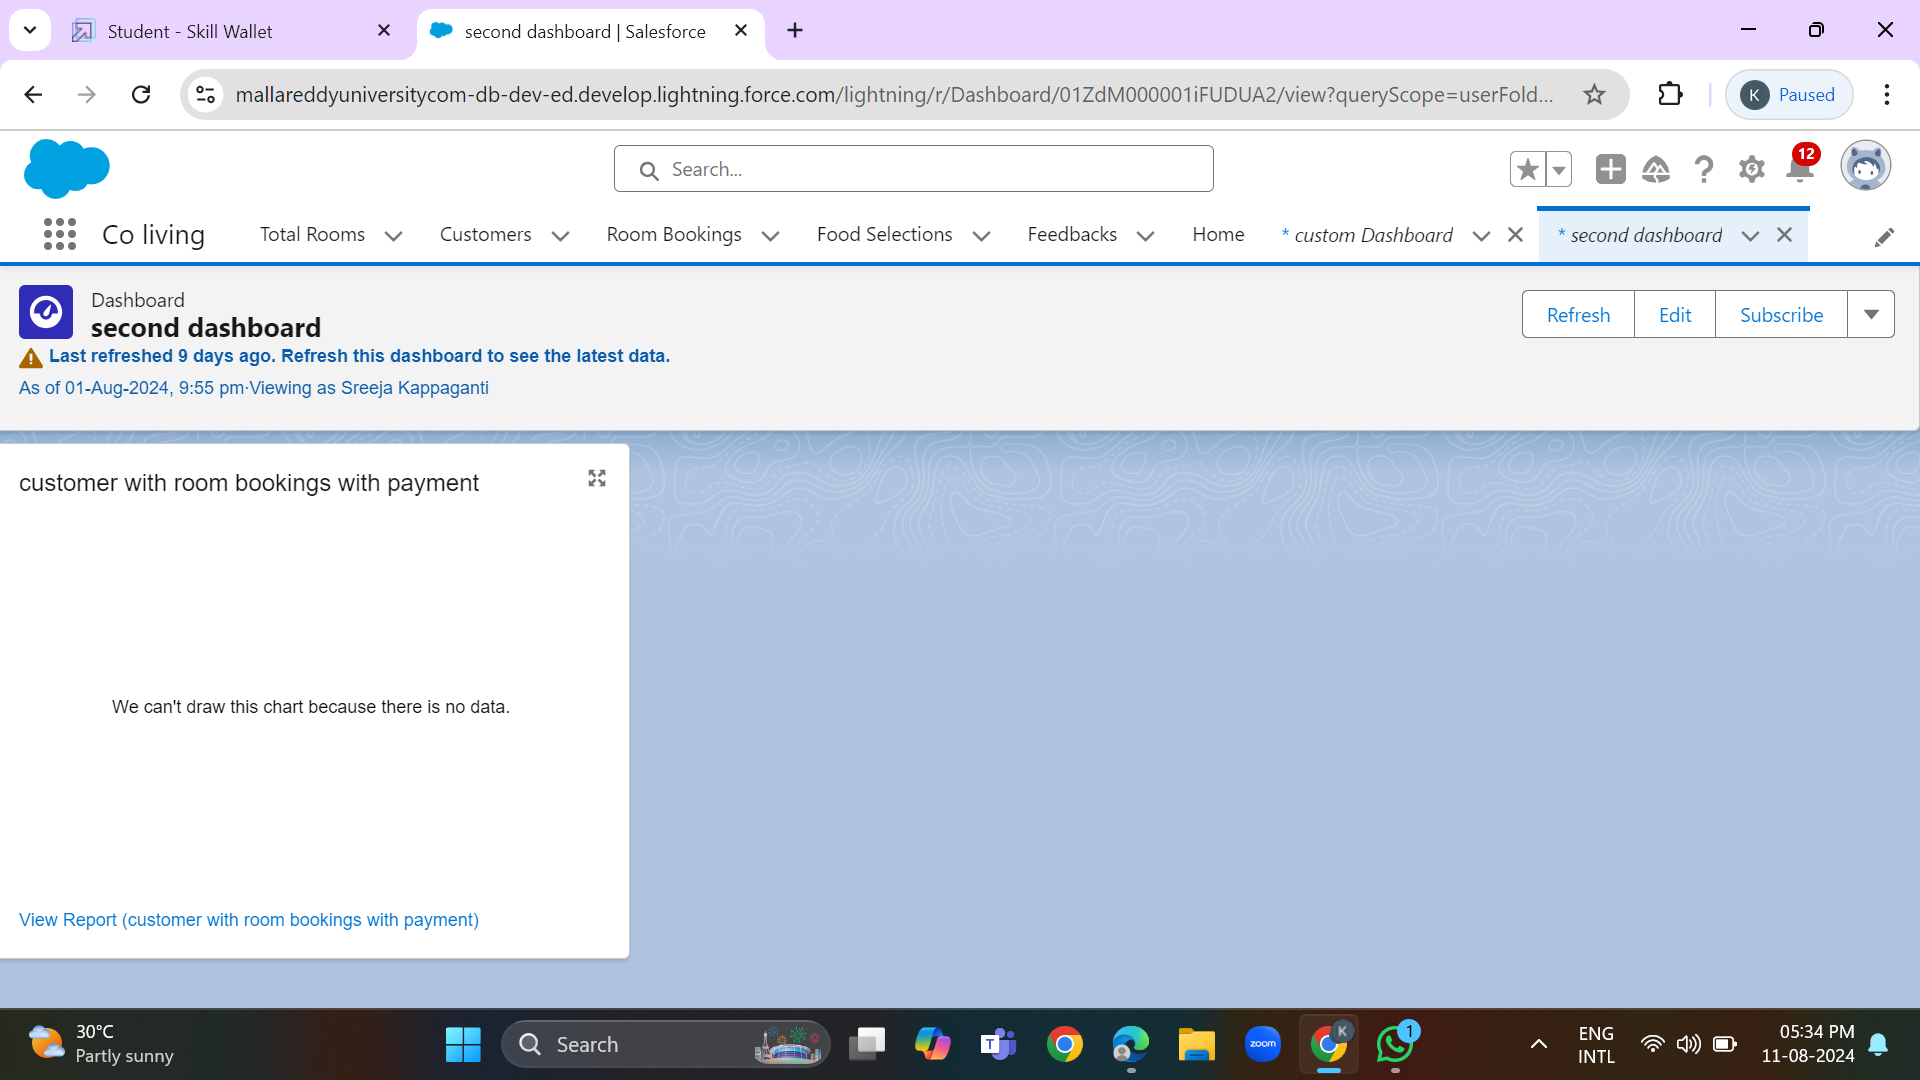 Student - Skill Wallet
second dashboard | Salesforce
mallareddyuniversitycom-db-dev-ed.develop.lightning.force.com/lightning/r/Dashboard/01ZdM000001iFUDUA2/view?queryScope=userFold...
K Paused
Search...
12
Co living
Total Rooms
Customers
Room Bookings
Food Selections
Feedbacks
Home
* custom Dashboard
* second dashboard
Dashboard
second dashboard
Refresh
Edit
Subscribe
Last refreshed 9 days ago. Refresh this dashboard to see the latest data.
As of 01-Aug-2024, 9:55 pm·Viewing as Sreeja Kappaganti
customer with room bookings with payment
We can't draw this chart because there is no data.
View Report (customer with room bookings with payment)
30°C
Partly sunny
Search
T
zoom
K
1
ENG
INTL
05:34 PM
11-08-2024